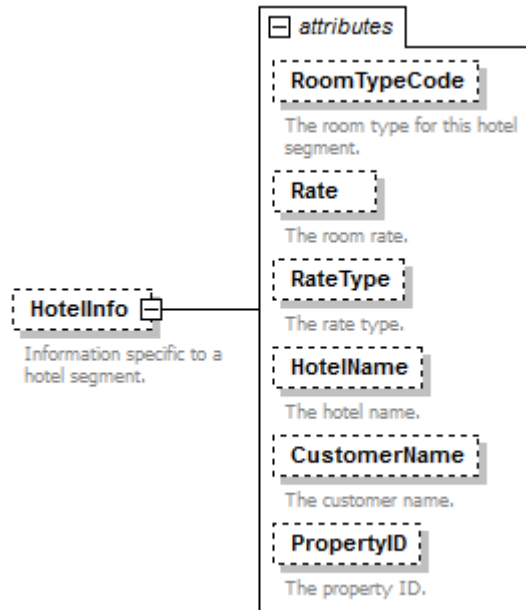 attributes
RoomTypeCode
The room type for this hotel
segment.
Rate
The room rate.
RateType
The rate type.
HotelInfo
Information specific to a
hotel segment.
HotelName
The hotel name.
CustomerName
The customer name.
PropertyID
The property ID.